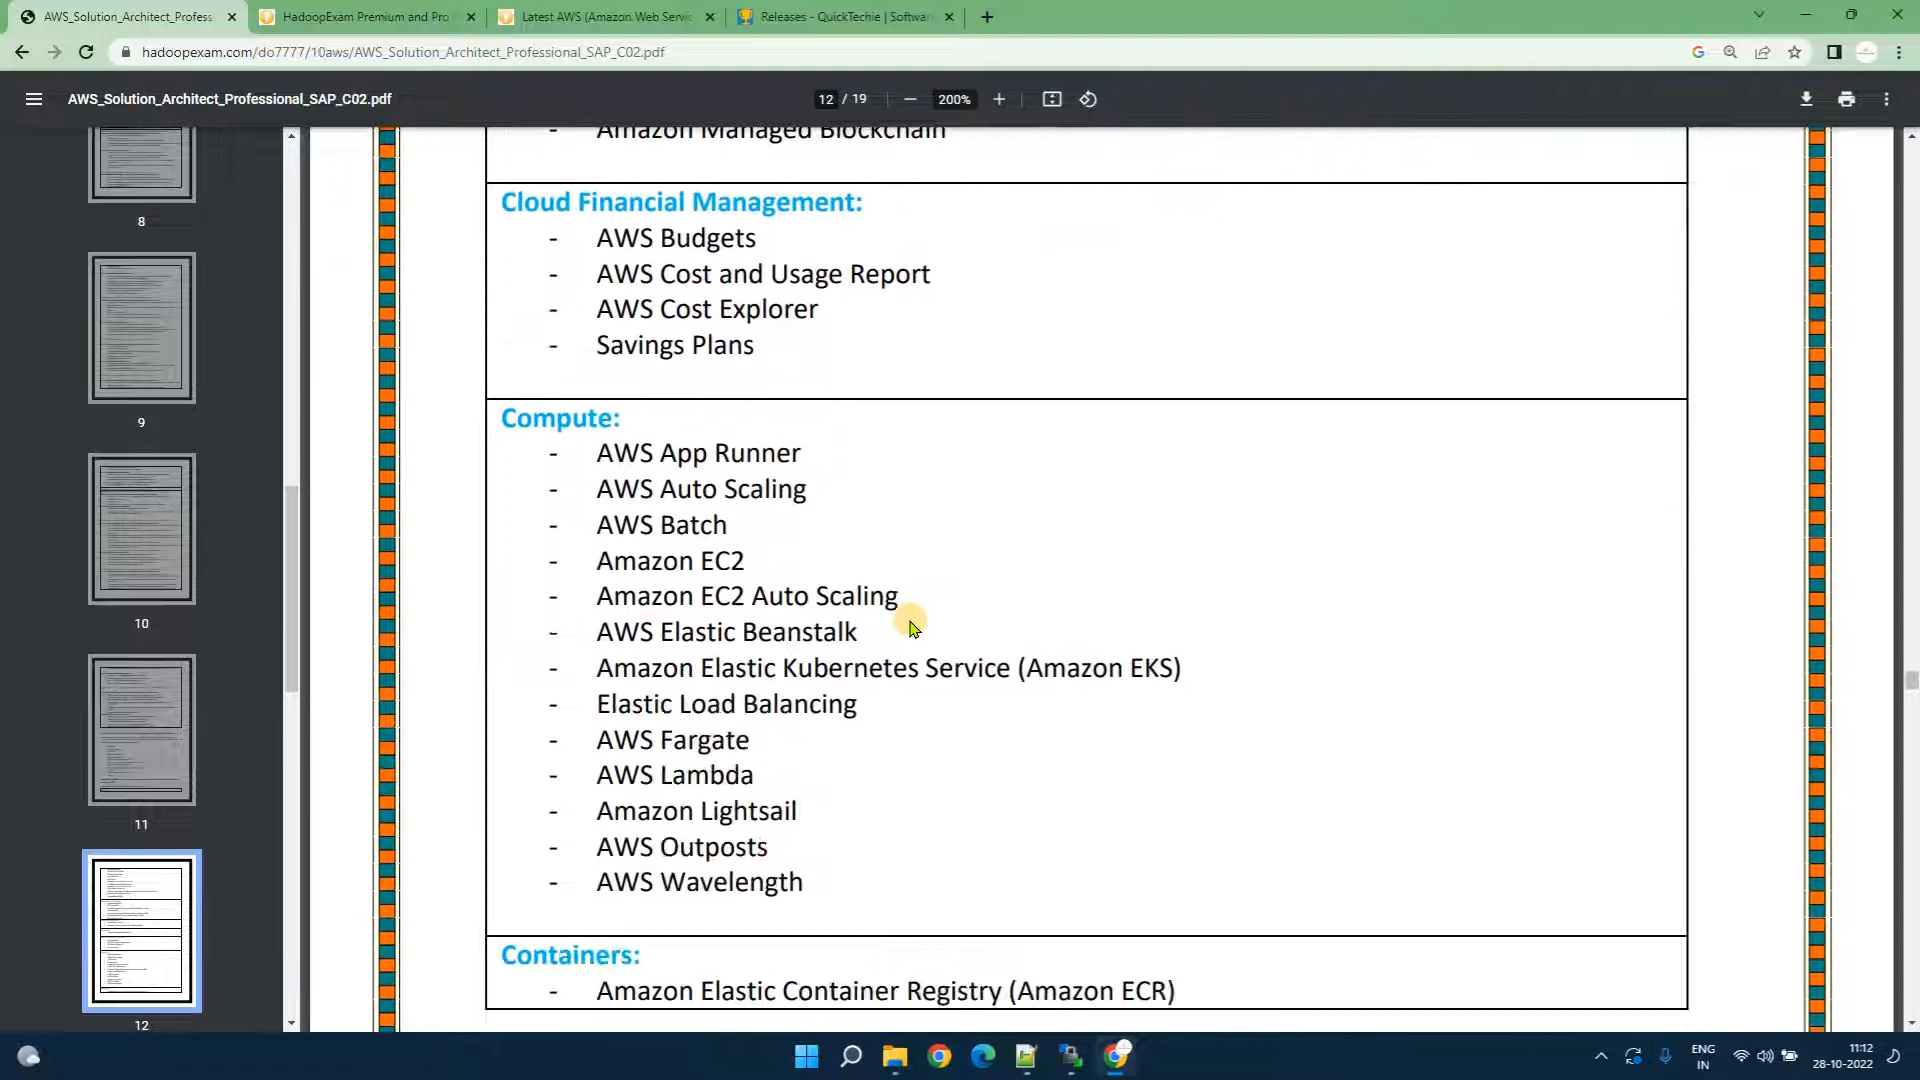 AWS_Solution_Architect_Profess
HadoopExam Premium and Pro
Latest AWS (Amazon Web Servic
Releases - QuickTechie | Softwar
hadoopexam.com/do7777/10aws/AWS_Solution_Architect_Professional_SAP_C02.pdf
AWS_Solution_Architect_Professional_SAP_C02.pdf
12 / 19
200%
8
9
10
11
12
- Amazon Managed Blockchain
Cloud Financial Management:
- AWS Budgets
- AWS Cost and Usage Report
- AWS Cost Explorer
- Savings Plans
Compute:
- AWS App Runner
- AWS Auto Scaling
- AWS Batch
- Amazon EC2
- Amazon EC2 Auto Scaling
- AWS Elastic Beanstalk
- Amazon Elastic Kubernetes Service (Amazon EKS)
- Elastic Load Balancing
- AWS Fargate
- AWS Lambda
- Amazon Lightsail
- AWS Outposts
- AWS Wavelength
Containers:
- Amazon Elastic Container Registry (Amazon ECR)
ENG
IN
11:12
28-10-2022